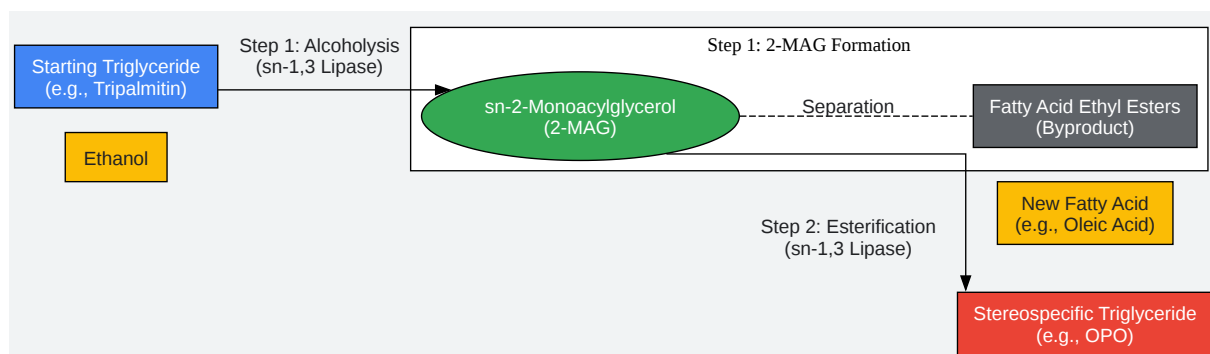 Step 1: Alcoholysis
(sn-1,3 Lipase)
Step 1: 2-MAG Formation
Starting Triglyceride
(e.g., Tripalmitin)
sn-2-Monoacylglycerol
(2-MAG)
Separation
Fatty Acid Ethyl Esters
(Byproduct)
Ethanol
New Fatty Acid
(e.g., Oleic Acid)
Step 2: Esterification
(sn-1,3 Lipase)
Stereospecific Triglyceride
(e.g., OPO)